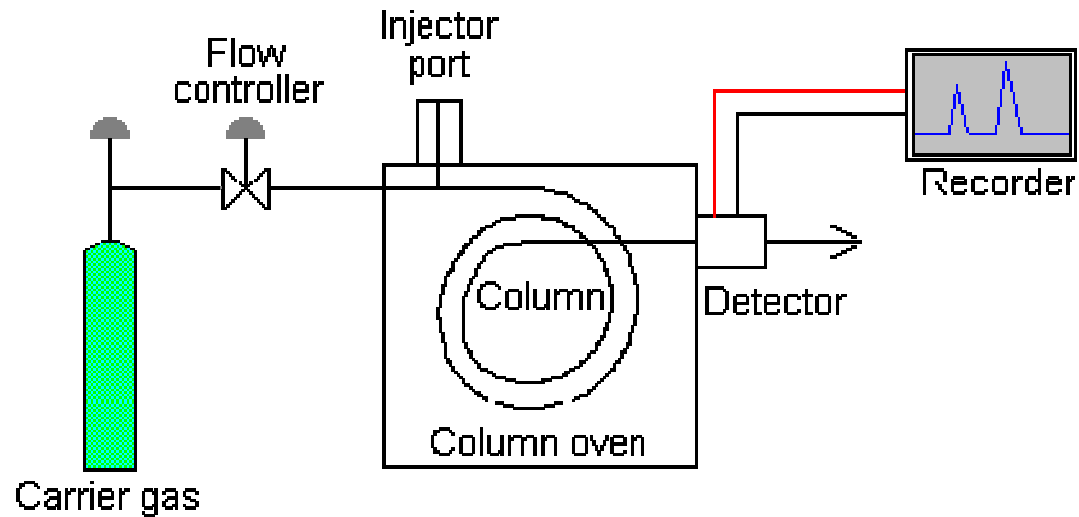 Injector
port
Flow
controller
Recorder
Column
Detector
Column oven
Carrier gas